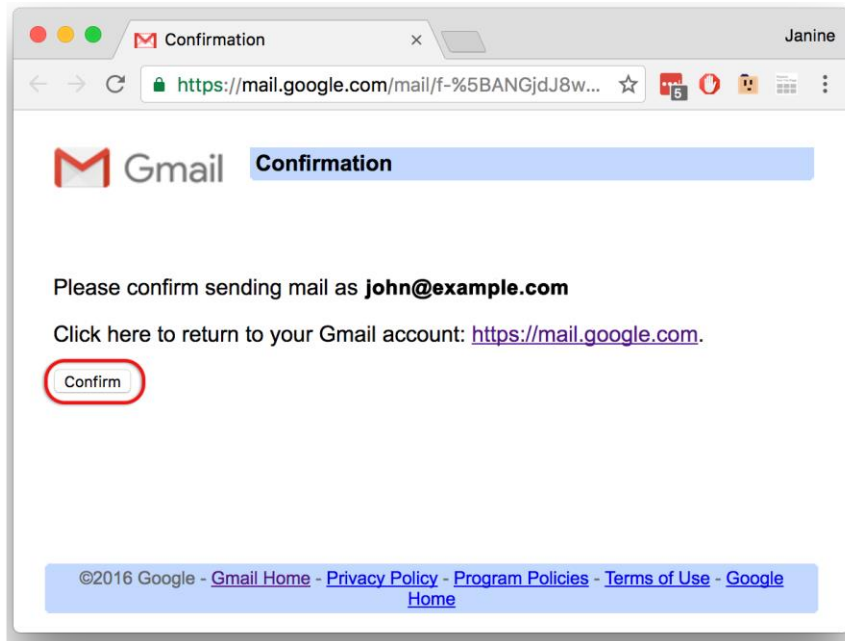 Confirmation
Janine
https://mail.google.com/mail/f-%5BANGjdJ8w...
5
Gmail
Confirmation
Please confirm sending mail as john@example.com
Click here to return to your Gmail account: https://mail.google.com.
Confirm
©2016 Google - Gmail Home - Privacy Policy - Program Policies - Terms of Use - Google
Home